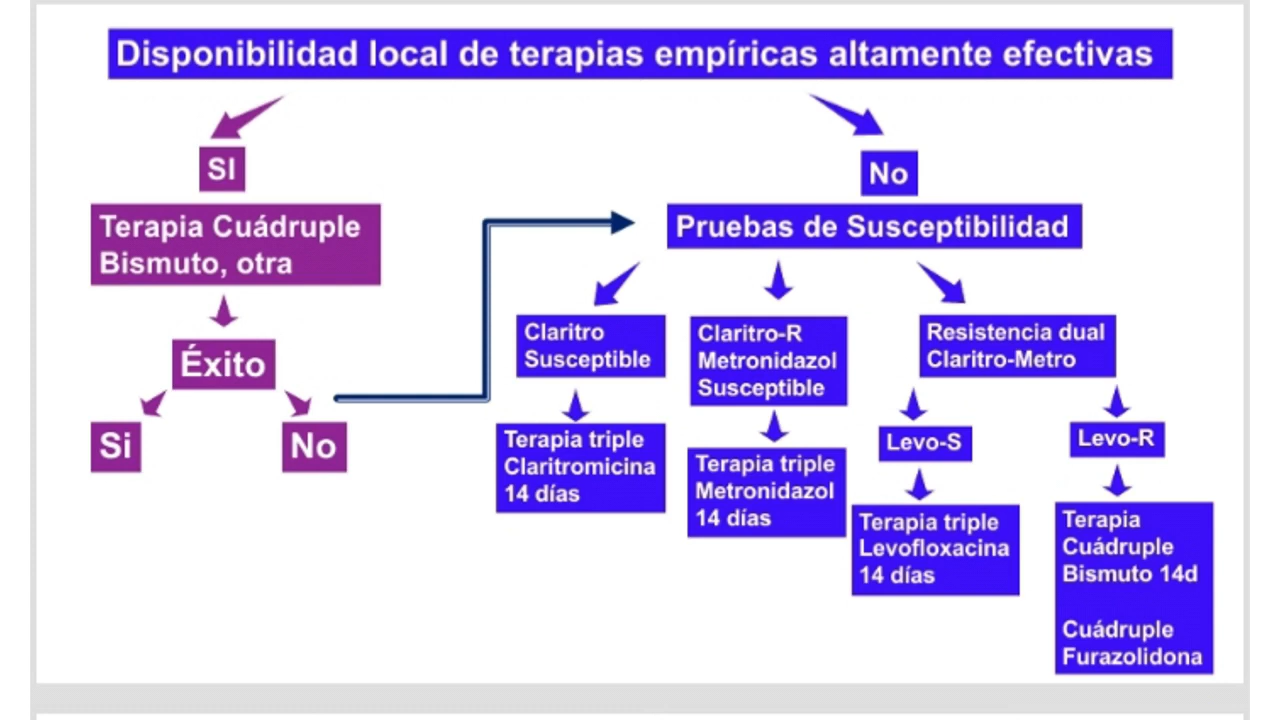 Disponibilidad local de terapias empíricas altamente efectivas
SI
No
Terapia Cuádruple
Bismuto, otra
Éxito
Si
No
Pruebas de Susceptibilidad
Claritro
Susceptible
Terapia triple
Claritromicina
14 días
Claritro-R
Metronidazol
Susceptible
Terapia triple
Metronidazol
14 días
Resistencia dual
Claritro-Metro
Levo-S
Terapia triple
Levofloxacina
14 días
Levo-R
Terapia
Cuádruple
Bismuto 14d
Cuádruple
Furazolidona